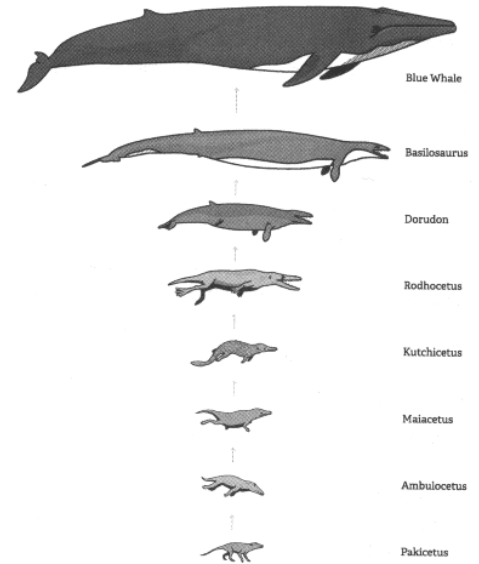 Blue Whale
Basilosaurus
Dorudon
Rodhocetus
Kutchicetus
Maiacetus
Ambulocetus
Pakicetus